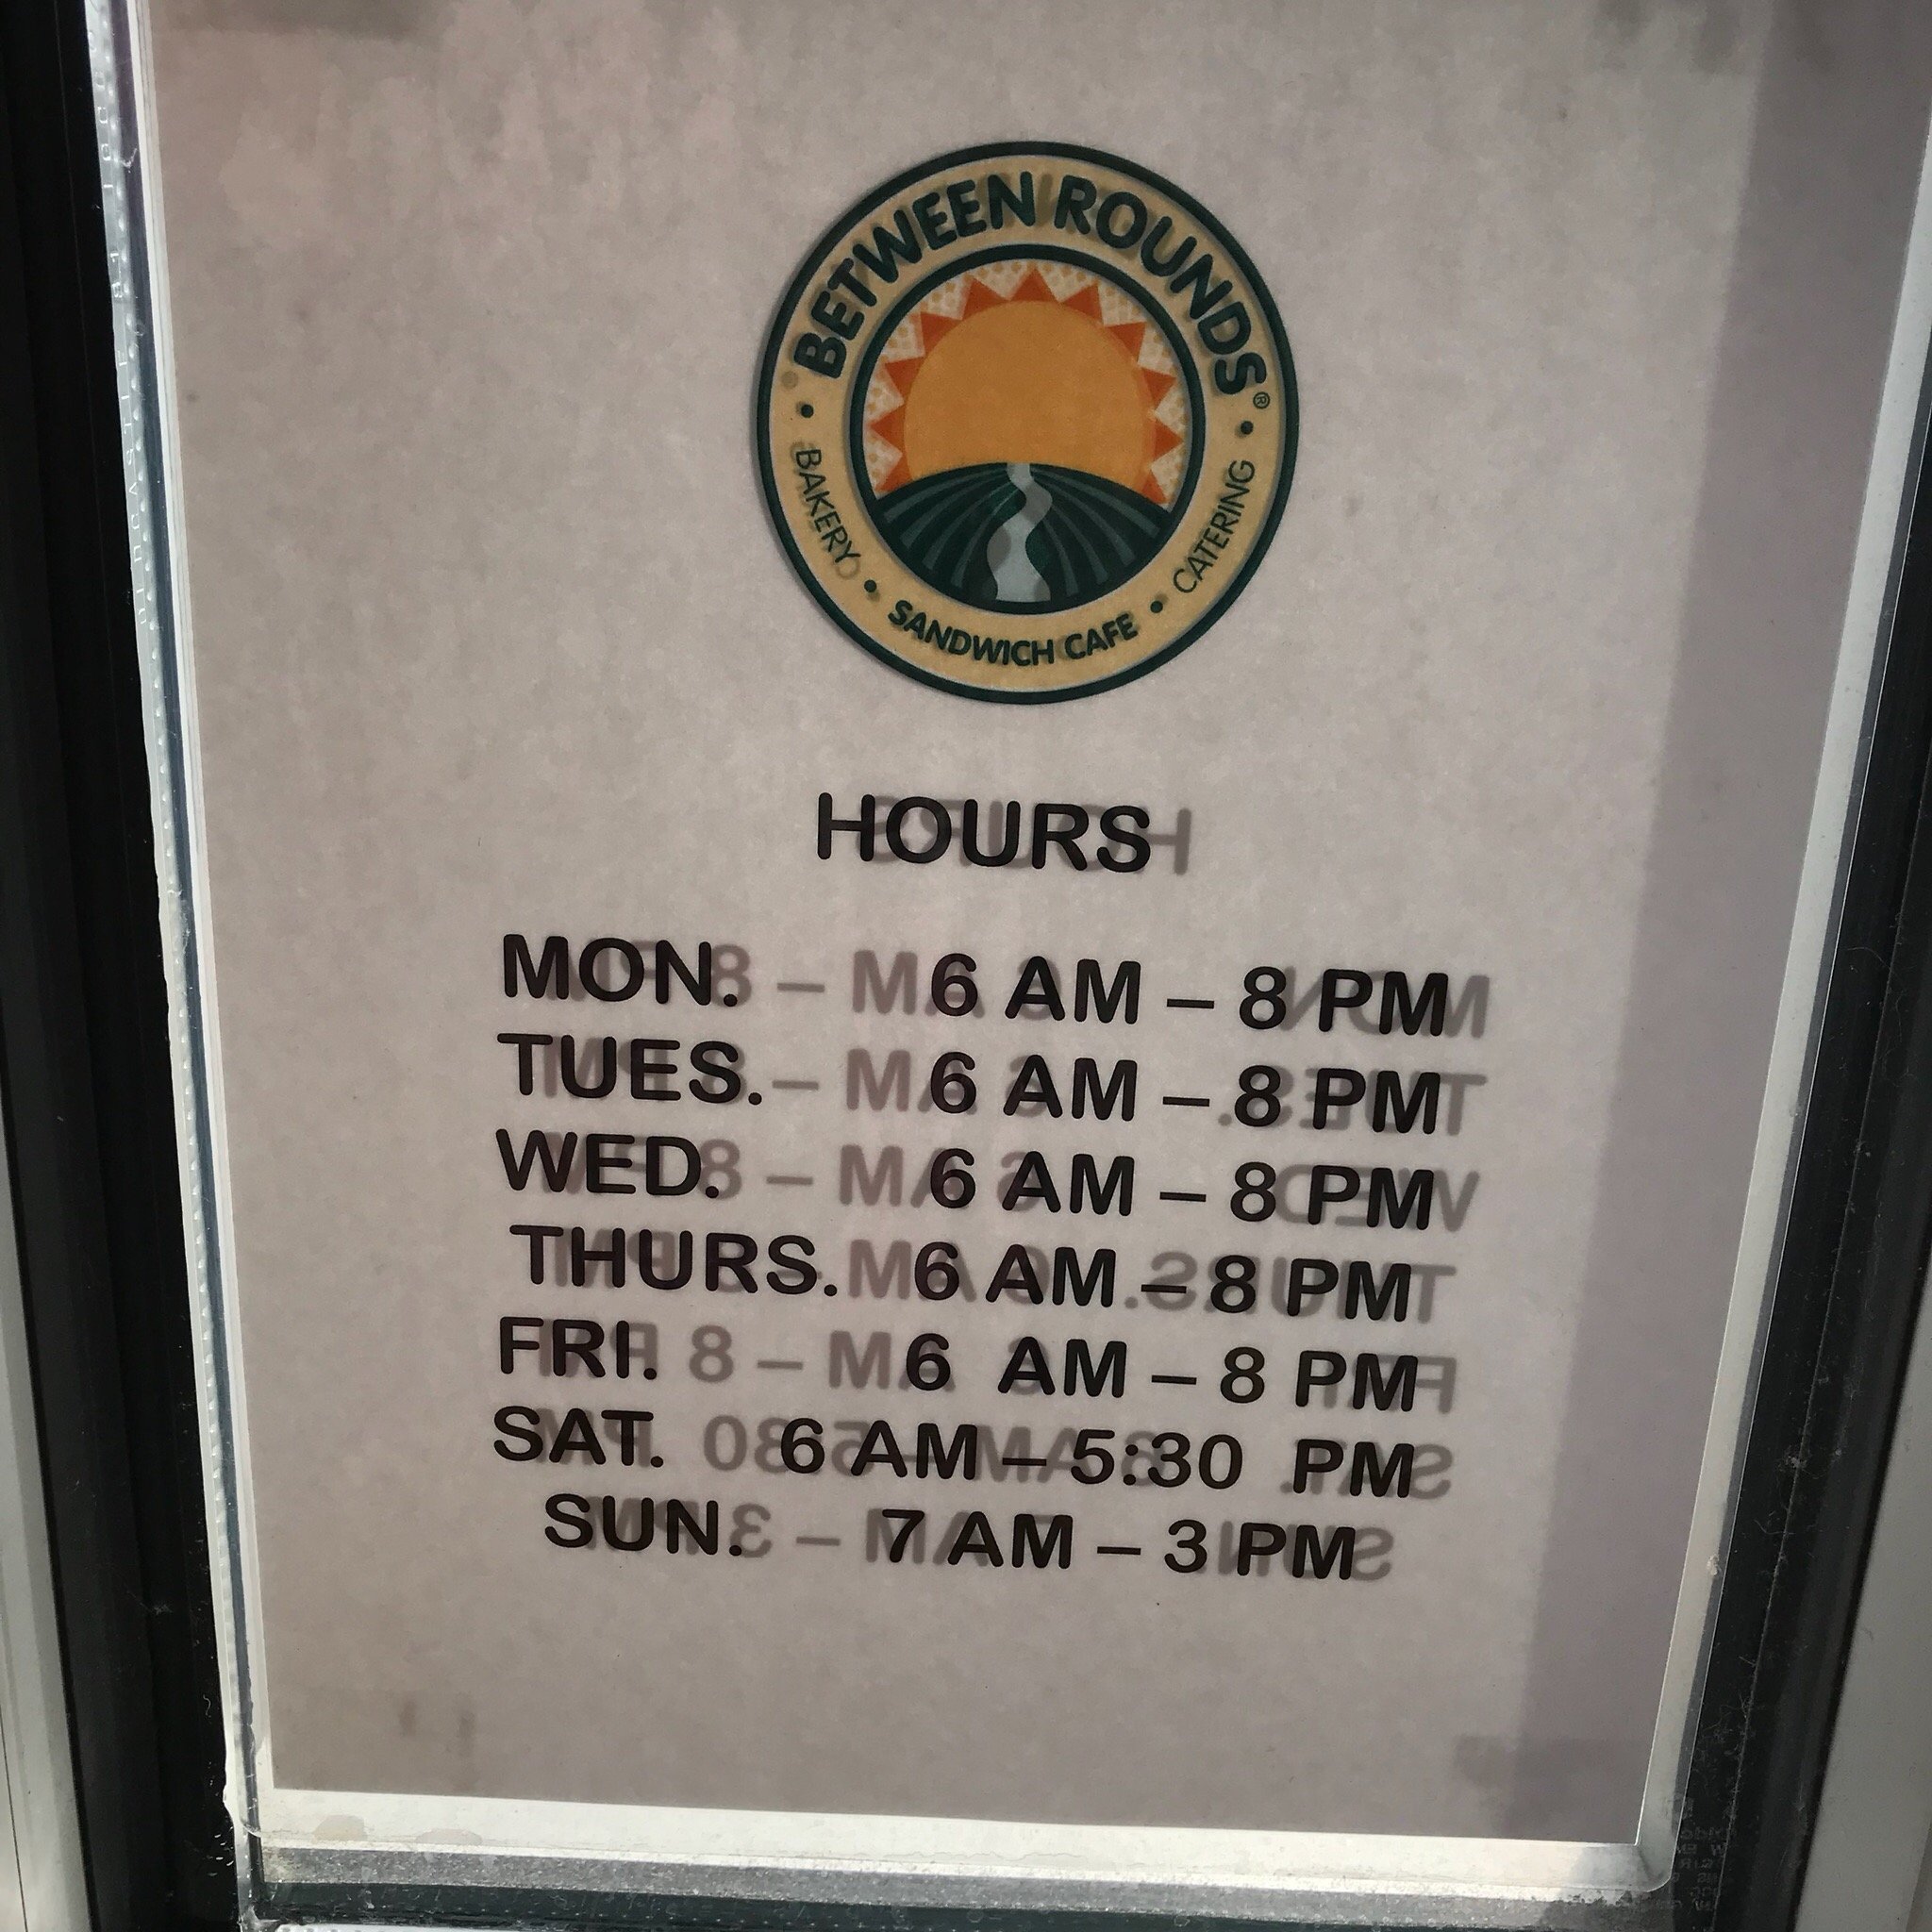 BETWEEN ROUNDS®
BAKERY • SANDWICH CAFE • CATERING
HOURS
MON. 6 AM – 8 PM
TUES. 6 AM – 8 PM
WED. 6 AM – 8 PM
THURS. 6 AM – 8 PM
FRI. 6 AM – 8 PM
SAT. 6 AM – 5:30 PM
SUN. 7 AM – 3 PM